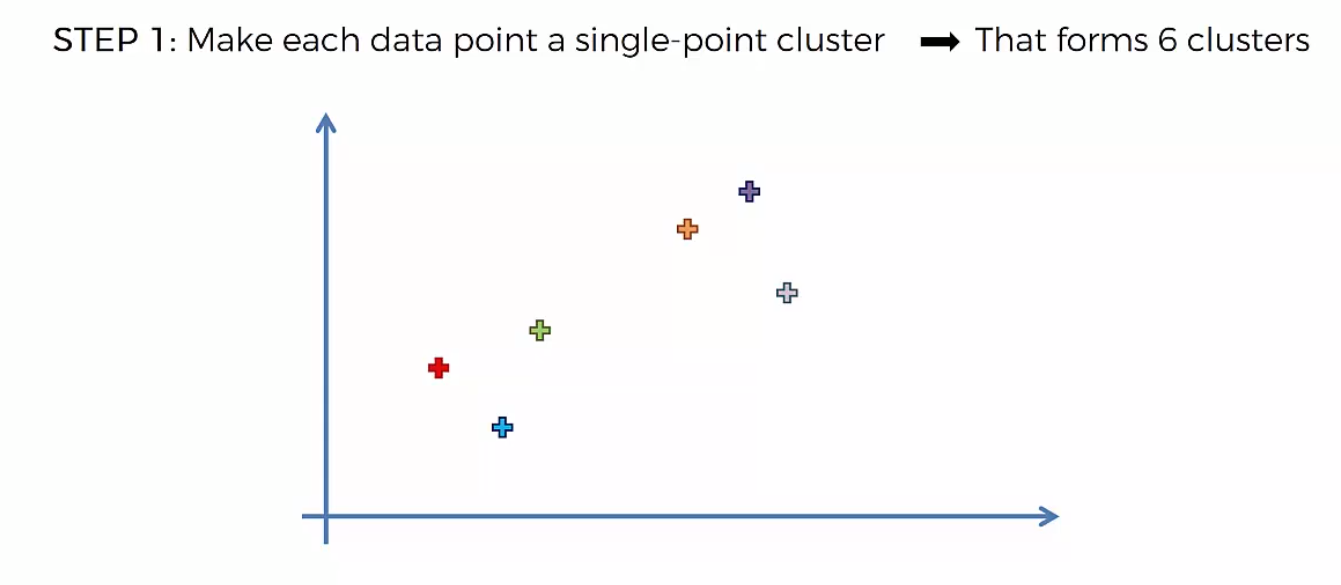 STEP 1: Make each data point a single-point cluster ➡ That forms 6 clusters